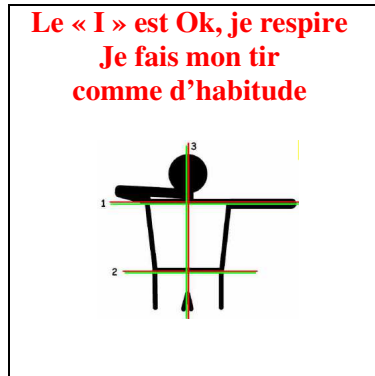 Le « I » est Ok, je respire
Je fais mon tir
comme d’habitude
3
1
2